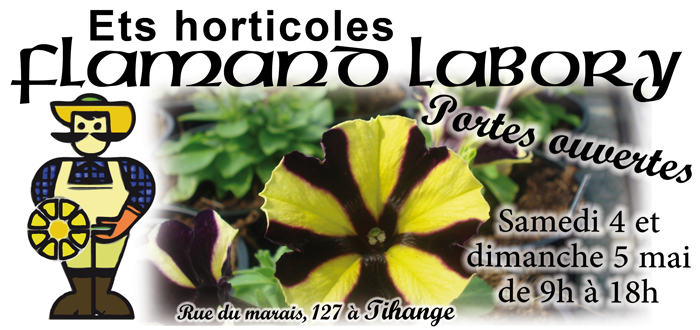 Ets horticoles
Flamand Labory
Portes ouvertes
Samedi 4 et
dimanche 5 mai
de 9h à 18h
Rue du marais, 127 à Tihange